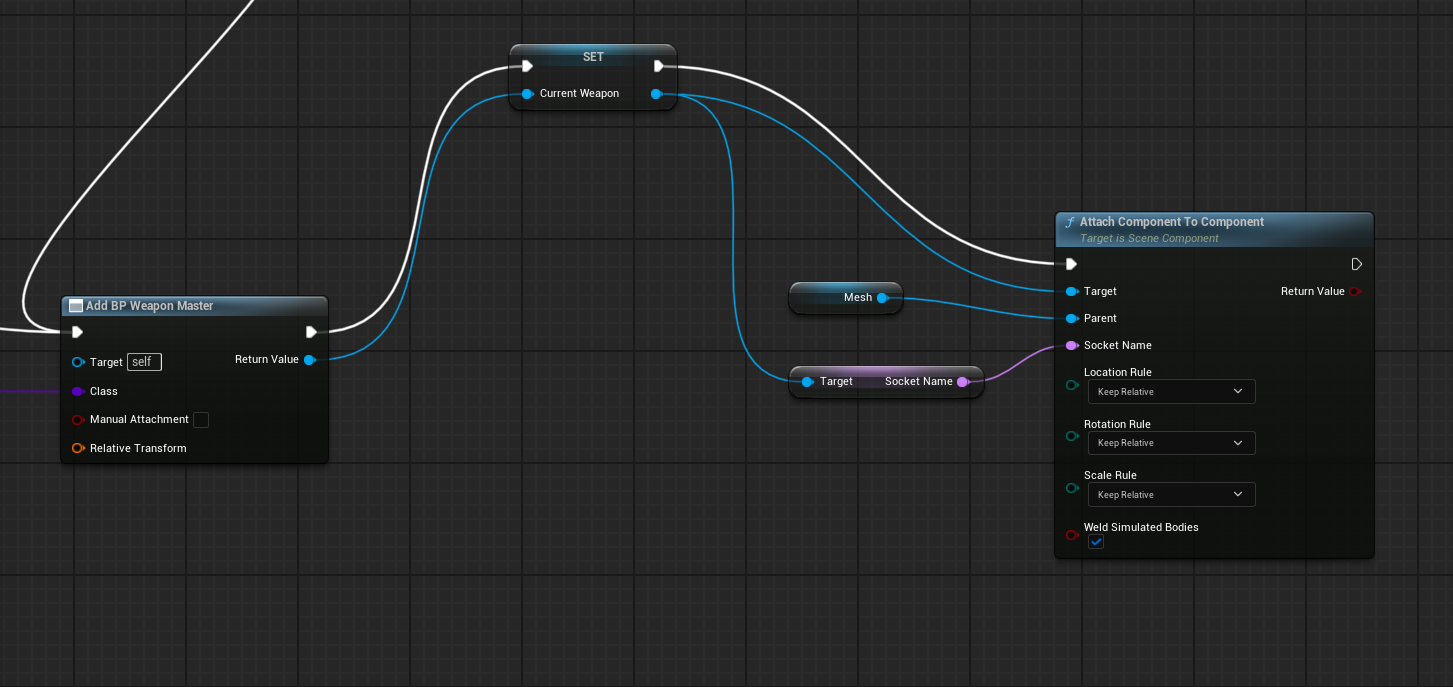 SET
Current Weapon
Add BP Weapon Master
Target self
Return Value
Class
Manual Attachment
Relative Transform
Mesh
Target Socket Name
f Attach Component To Component
Target is Scene Component
Target
Return Value
Parent
Socket Name
Location Rule
Keep Relative
Rotation Rule
Keep Relative
Scale Rule
Keep Relative
Weld Simulated Bodies